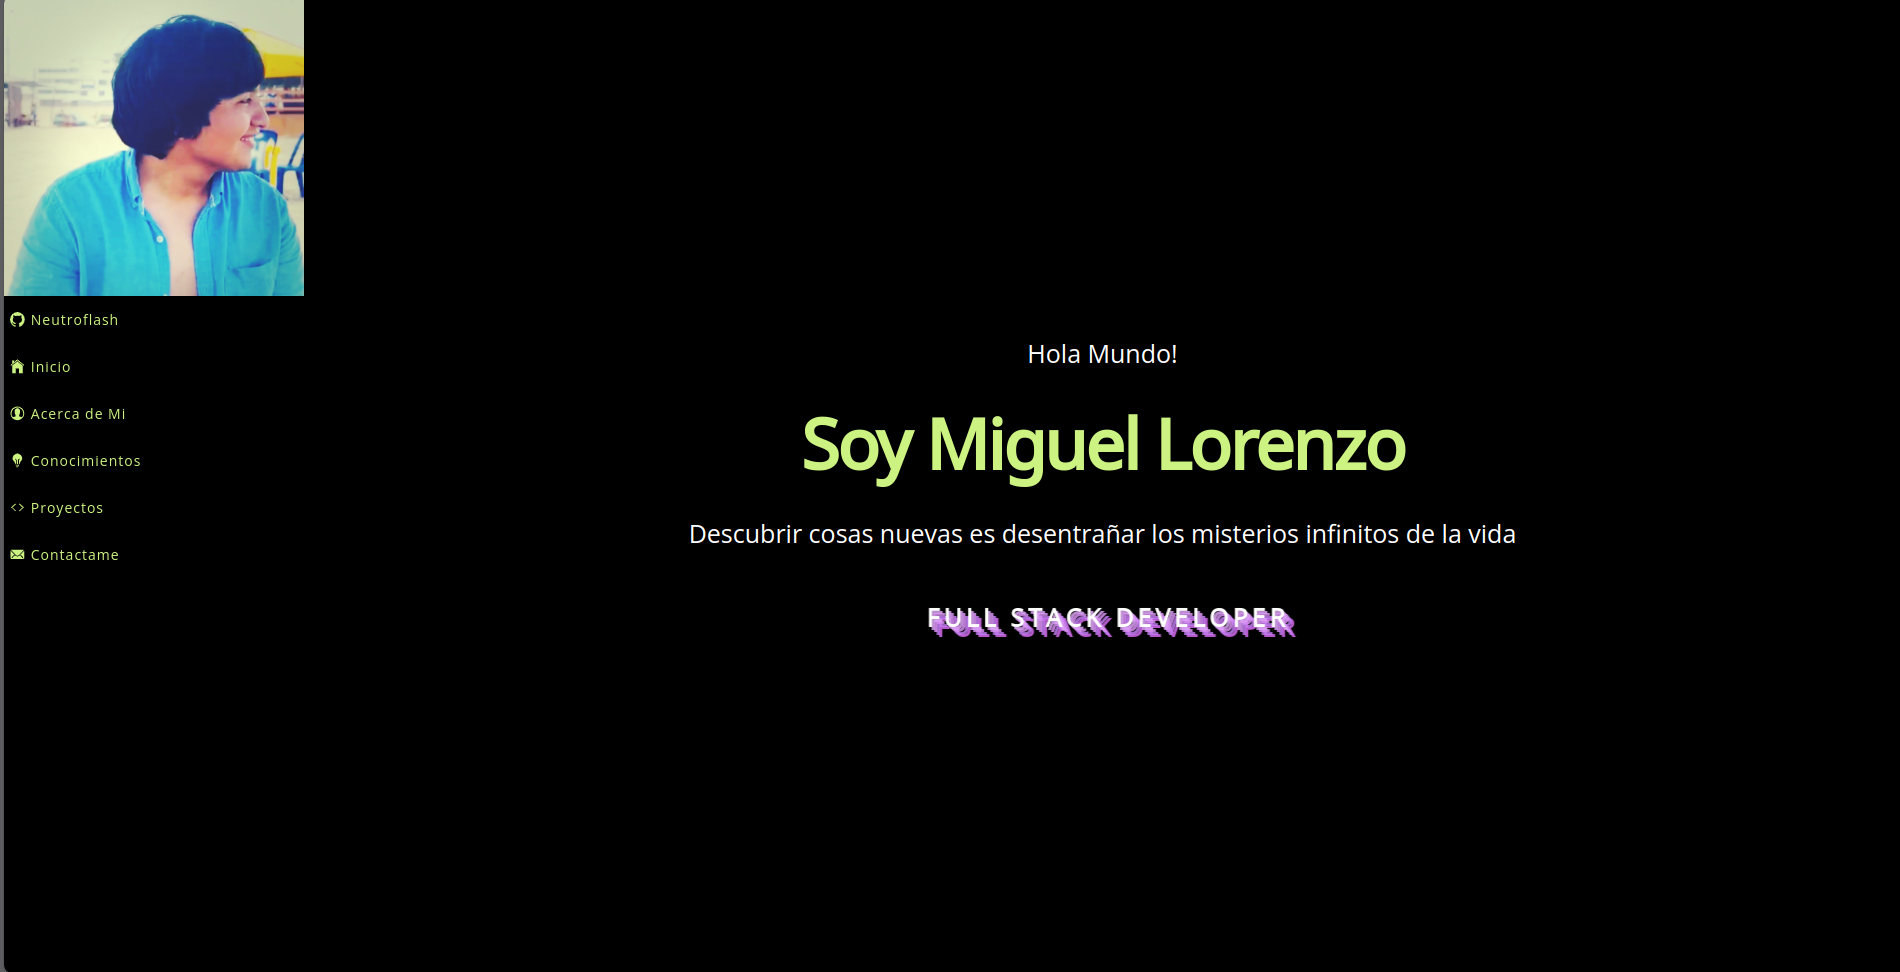 Neutroflash
Inicio
Acerca de Mi
Conocimientos
Proyectos
Contactame
Hola Mundo!
Soy Miguel Lorenzo
Descubrir cosas nuevas es desentrañar los misterios infinitos de la vida
FULL STACK DEVELOPER